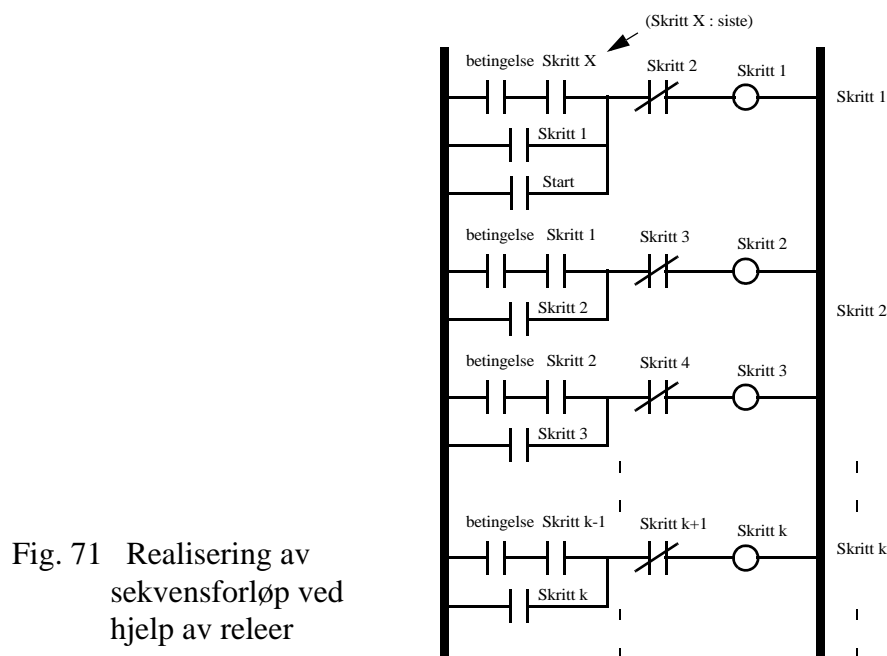 (Skritt X : siste)
betingelse Skritt X Skritt 2 Skritt 1
Skritt 1
Skritt 1
Start
betingelse Skritt 1 Skritt 3 Skritt 2
Skritt 2
Skritt 2
betingelse Skritt 2 Skritt 4 Skritt 3
Skritt 3
betingelse Skritt k-1 Skritt k+1 Skritt k
Skritt k
Skritt k
Fig. 71 Realisering av
sekvensforløp ved
hjelp av releer